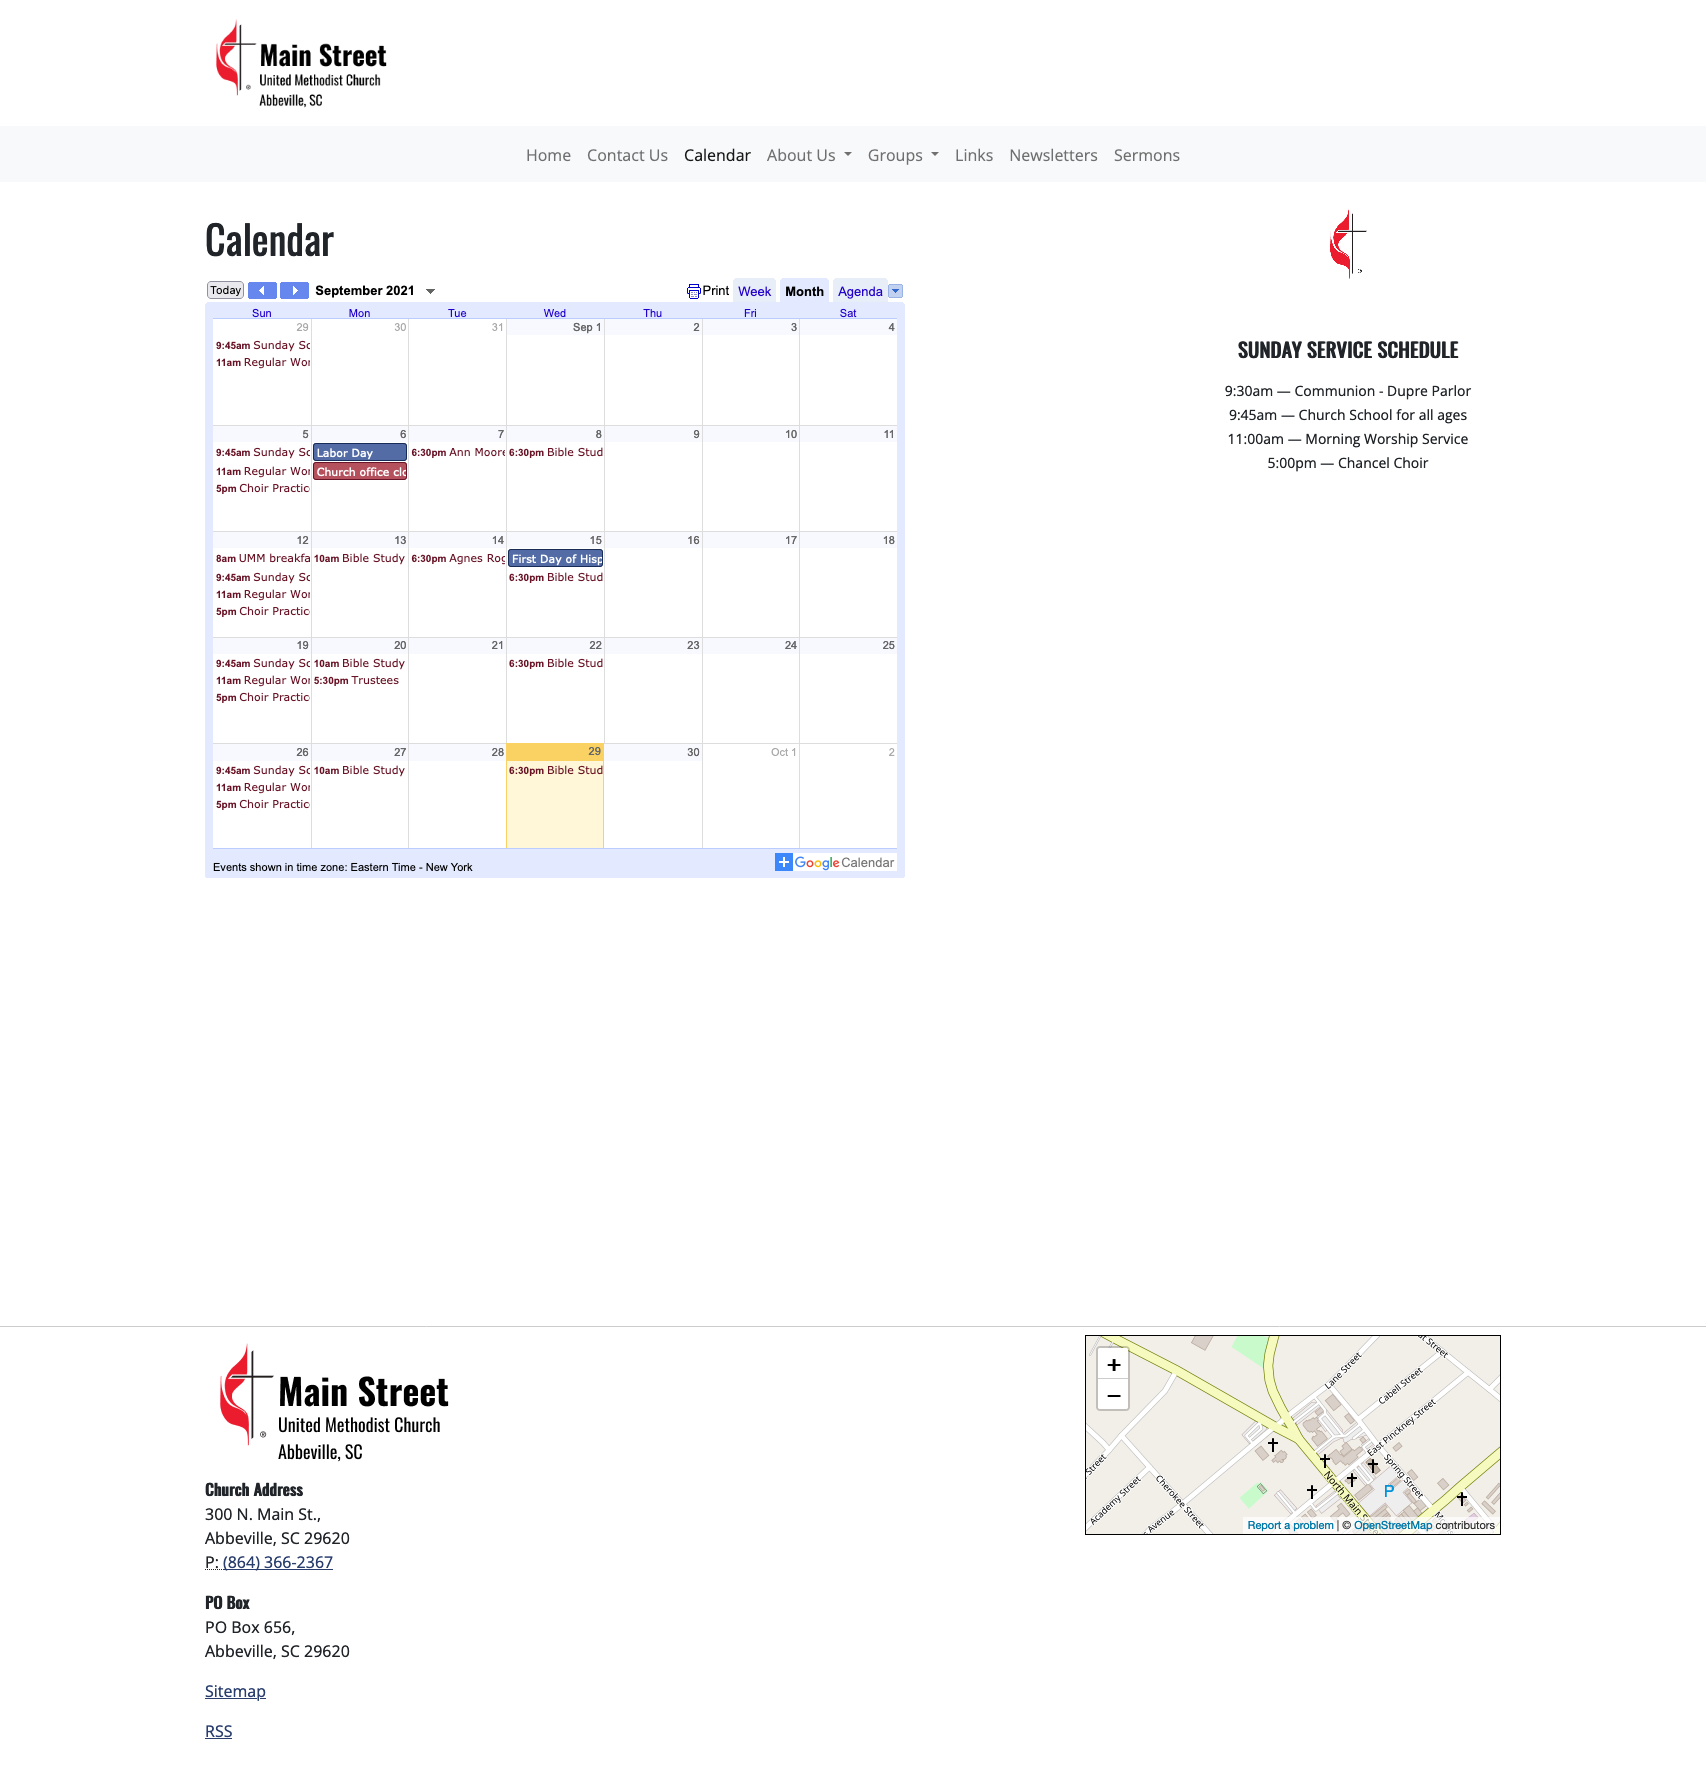 Main Street
United Methodist Church
Abbeville, SC
Home Contact Us Calendar About Us Groups Links Newsletters Sermons
Calendar
Today September 2021 Print Week Month Agenda
Sun Mon Tue Wed Thu Fri Sat
29 30 31 Sep 1 2 3 4
9:45am Sunday Sc
11am Regular Wor
5 6 7 8 9 10 11
9:45am Sunday Sc Labor Day 6:30pm Ann Moore 6:30pm Bible Stud
11am Regular Wor Church office clo
5pm Choir Practic
12 13 14 15 16 17 18
8am UMM breakfa 10am Bible Study 6:30pm Agnes Rog First Day of Hisp
9:45am Sunday Sc 6:30pm Bible Stud
11am Regular Wor
5pm Choir Practic
19 20 21 22 23 24 25
9:45am Sunday Sc 10am Bible Study 6:30pm Bible Stud
11am Regular Wor 5:30pm Trustees
5pm Choir Practic
26 27 28 29 30 Oct 1 2
9:45am Sunday Sc 10am Bible Study 6:30pm Bible Stud
11am Regular Wor
5pm Choir Practic
Events shown in time zone: Eastern Time - New York
+ Google Calendar
SUNDAY SERVICE SCHEDULE
9:30am — Communion - Dupre Parlor
9:45am — Church School for all ages
11:00am — Morning Worship Service
5:00pm — Chancel Choir
Main Street
United Methodist Church
Abbeville, SC
Church Address
300 N. Main St.,
Abbeville, SC 29620
P: (864) 366-2367
PO Box
PO Box 656,
Abbeville, SC 29620
Sitemap
RSS
+
−
Lane Street
Cabell Street
East Pinckney Street
Spring Street
North Main
Street
Academy Street
Cherokee Street
Avenue
P
Report a problem | © OpenStreetMap contributors